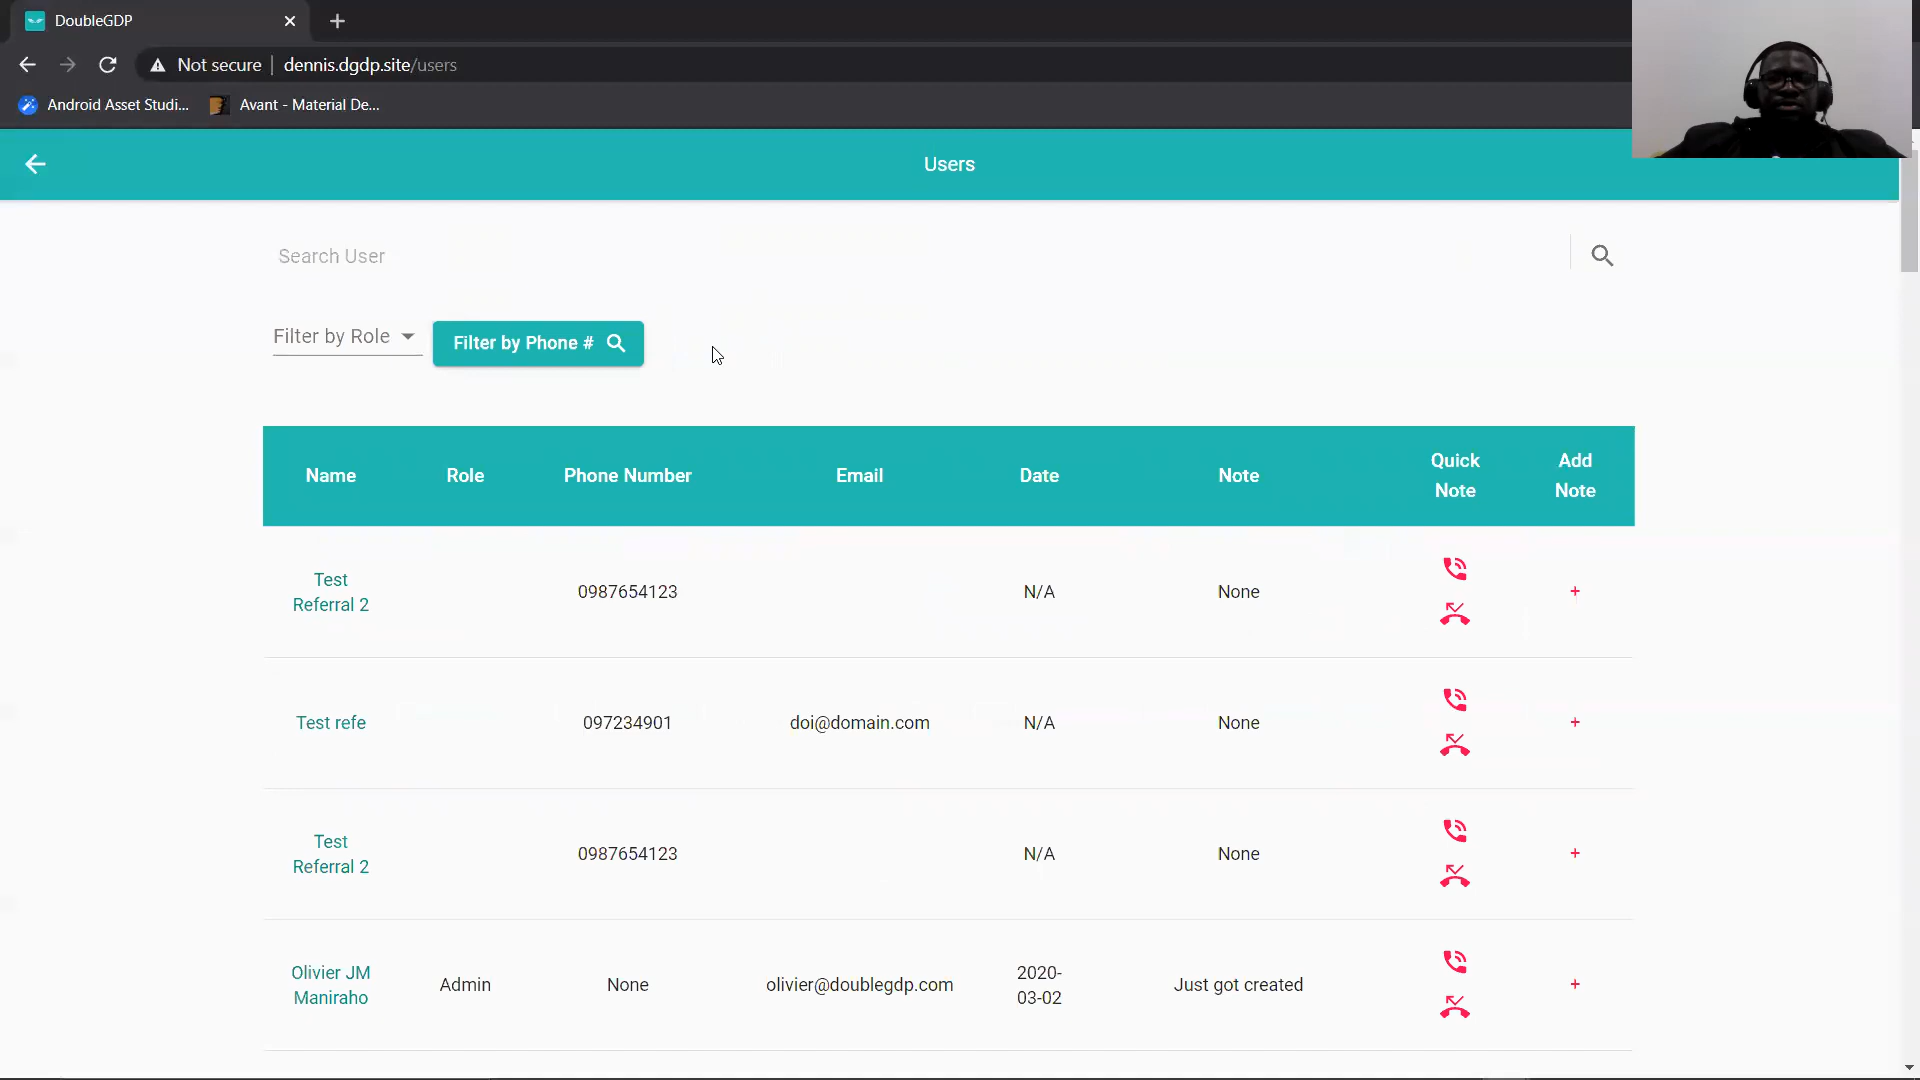 DoubleGDP
Not secure dennis.dgdp.site/users
Android Asset Studi... Avant - Material De...
Users
Search User
Filter by Role Filter by Phone #
Name Role Phone Number Email Date Note Quick Note Add Note
Test Referral 2 0987654123 N/A None +
Test refe 097234901 doi@domain.com N/A None +
Test Referral 2 0987654123 N/A None +
Olivier JM Maniraho Admin None olivier@doublegdp.com 2020-03-02 Just got created +